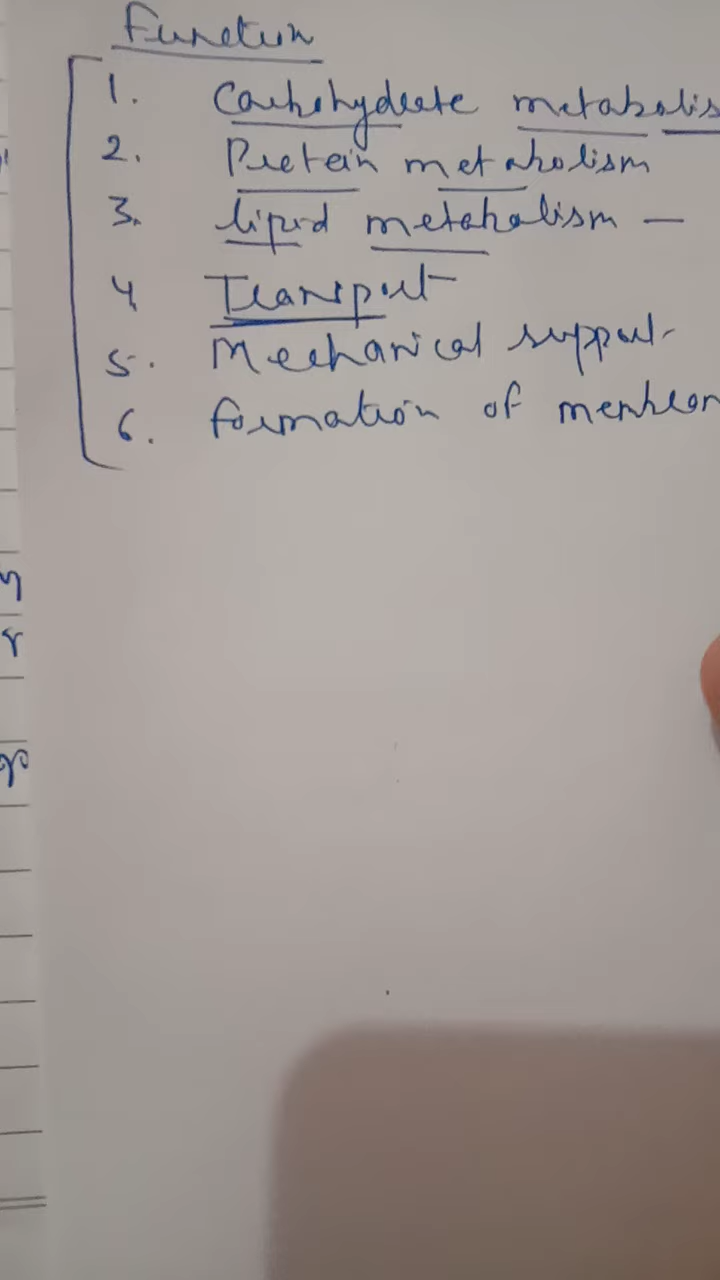 Function
1. Carbohydrate metabolis
2. Protein metabolism
3. lipid metabolism —
4 Transport
5. Mechanical support
6. formation of membran